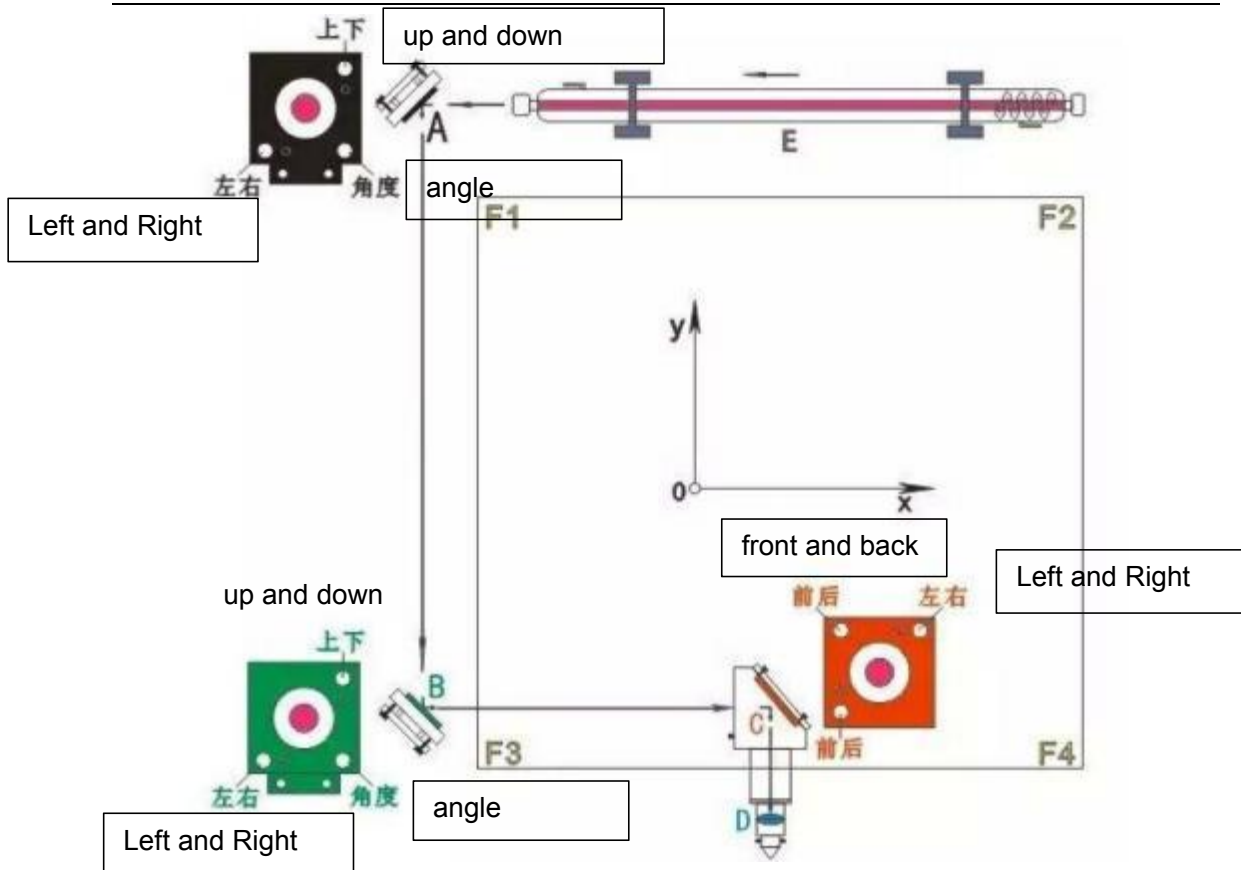 上下
up and down
A
E
左右
角度
angle
Left and Right
F1
F2
y
0
x
front and back
Left and Right
前后
左右
up and down
上下
B
C
前后
F3
F4
左右
角度
angle
D
Left and Right